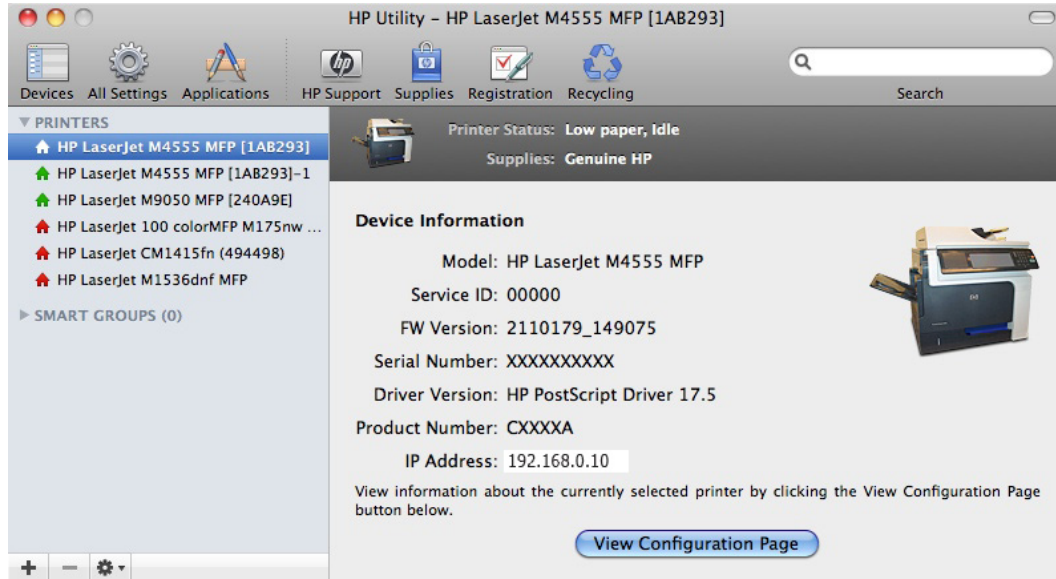 HP Utility – HP LaserJet M4555 MFP [1AB293]
Devices All Settings Applications HP Support Supplies Registration Recycling Search
PRINTERS
HP LaserJet M4555 MFP [1AB293]
HP LaserJet M4555 MFP [1AB293]-1
HP LaserJet M9050 MFP [240A9E]
HP LaserJet 100 colorMFP M175nw ...
HP LaserJet CM1415fn (494498)
HP LaserJet M1536dnf MFP
SMART GROUPS (0)
Printer Status: Low paper, Idle
Supplies: Genuine HP
Device Information
Model: HP LaserJet M4555 MFP
Service ID: 00000
FW Version: 2110179_149075
Serial Number: XXXXXXXXXX
Driver Version: HP PostScript Driver 17.5
Product Number: CXXXXA
IP Address: 192.168.0.10
View information about the currently selected printer by clicking the View Configuration Page
button below.
View Configuration Page